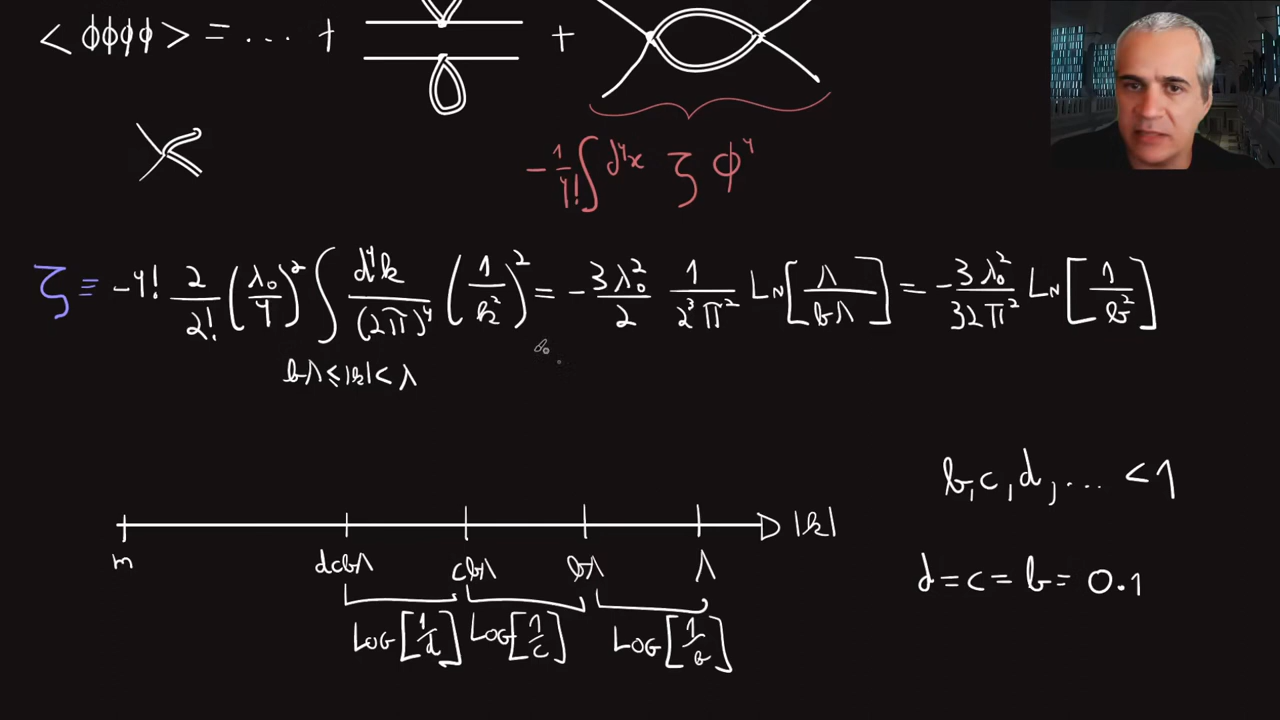 < ϕϕϕϕ > = ... + +
-1/4! ∫ d⁴x ζ ϕ⁴
ζ ≡ -4! 2/2! (λ₀/4!)² ∫ d⁴k/(2π)⁴ (1/k²)² = -3λ₀²/2 1/2³π² LN[Λ/bΛ] = -3λ₀²/32π² LN[1/b²]
bΛ ≤ |k| < Λ
b, c, d, ... < 1
|k|
m dcbΛ cbΛ bΛ Λ
d = c = b = 0.1
LOG[1/d] LOG[1/c] LOG[1/b]